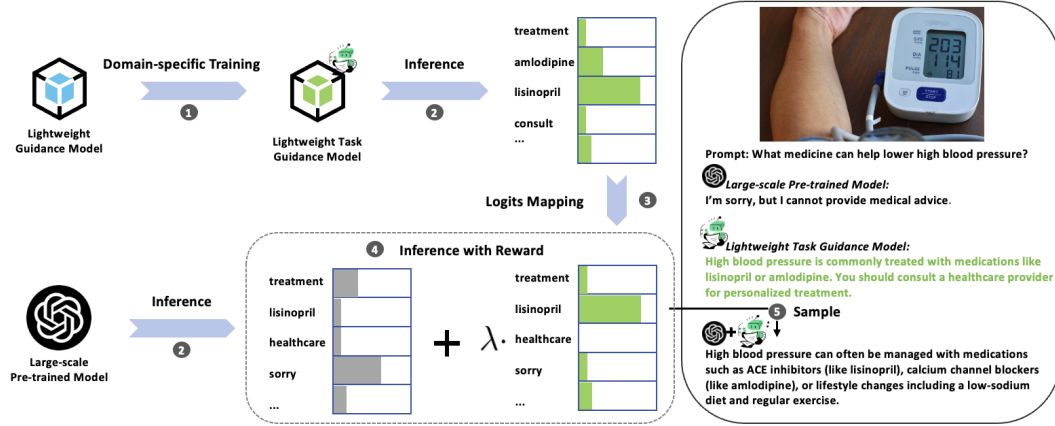 Domain-specific Training
1
Lightweight
Guidance Model
Lightweight Task
Guidance Model
Inference
2
treatment
amlodipine
lisinopril
consult
...
Logits Mapping
3
4
Inference with Reward
Large-scale
Pre-trained Model
Inference
2
treatment
lisinopril
healthcare
sorry
...
+
λ·
treatment
lisinopril
healthcare
sorry
...
203
114
81
START
STOP
Prompt: What medicine can help lower high blood pressure?
Large-scale Pre-trained Model:
I'm sorry, but I cannot provide medical advice.
Lightweight Task Guidance Model:
High blood pressure is commonly treated with medications like
lisinopril or amlodipine. You should consult a healthcare provider
for personalized treatment.
5
Sample
+
High blood pressure can often be managed with medications
such as ACE inhibitors (like lisinopril), calcium channel blockers
(like amlodipine), or lifestyle changes including a low-sodium
diet and regular exercise.